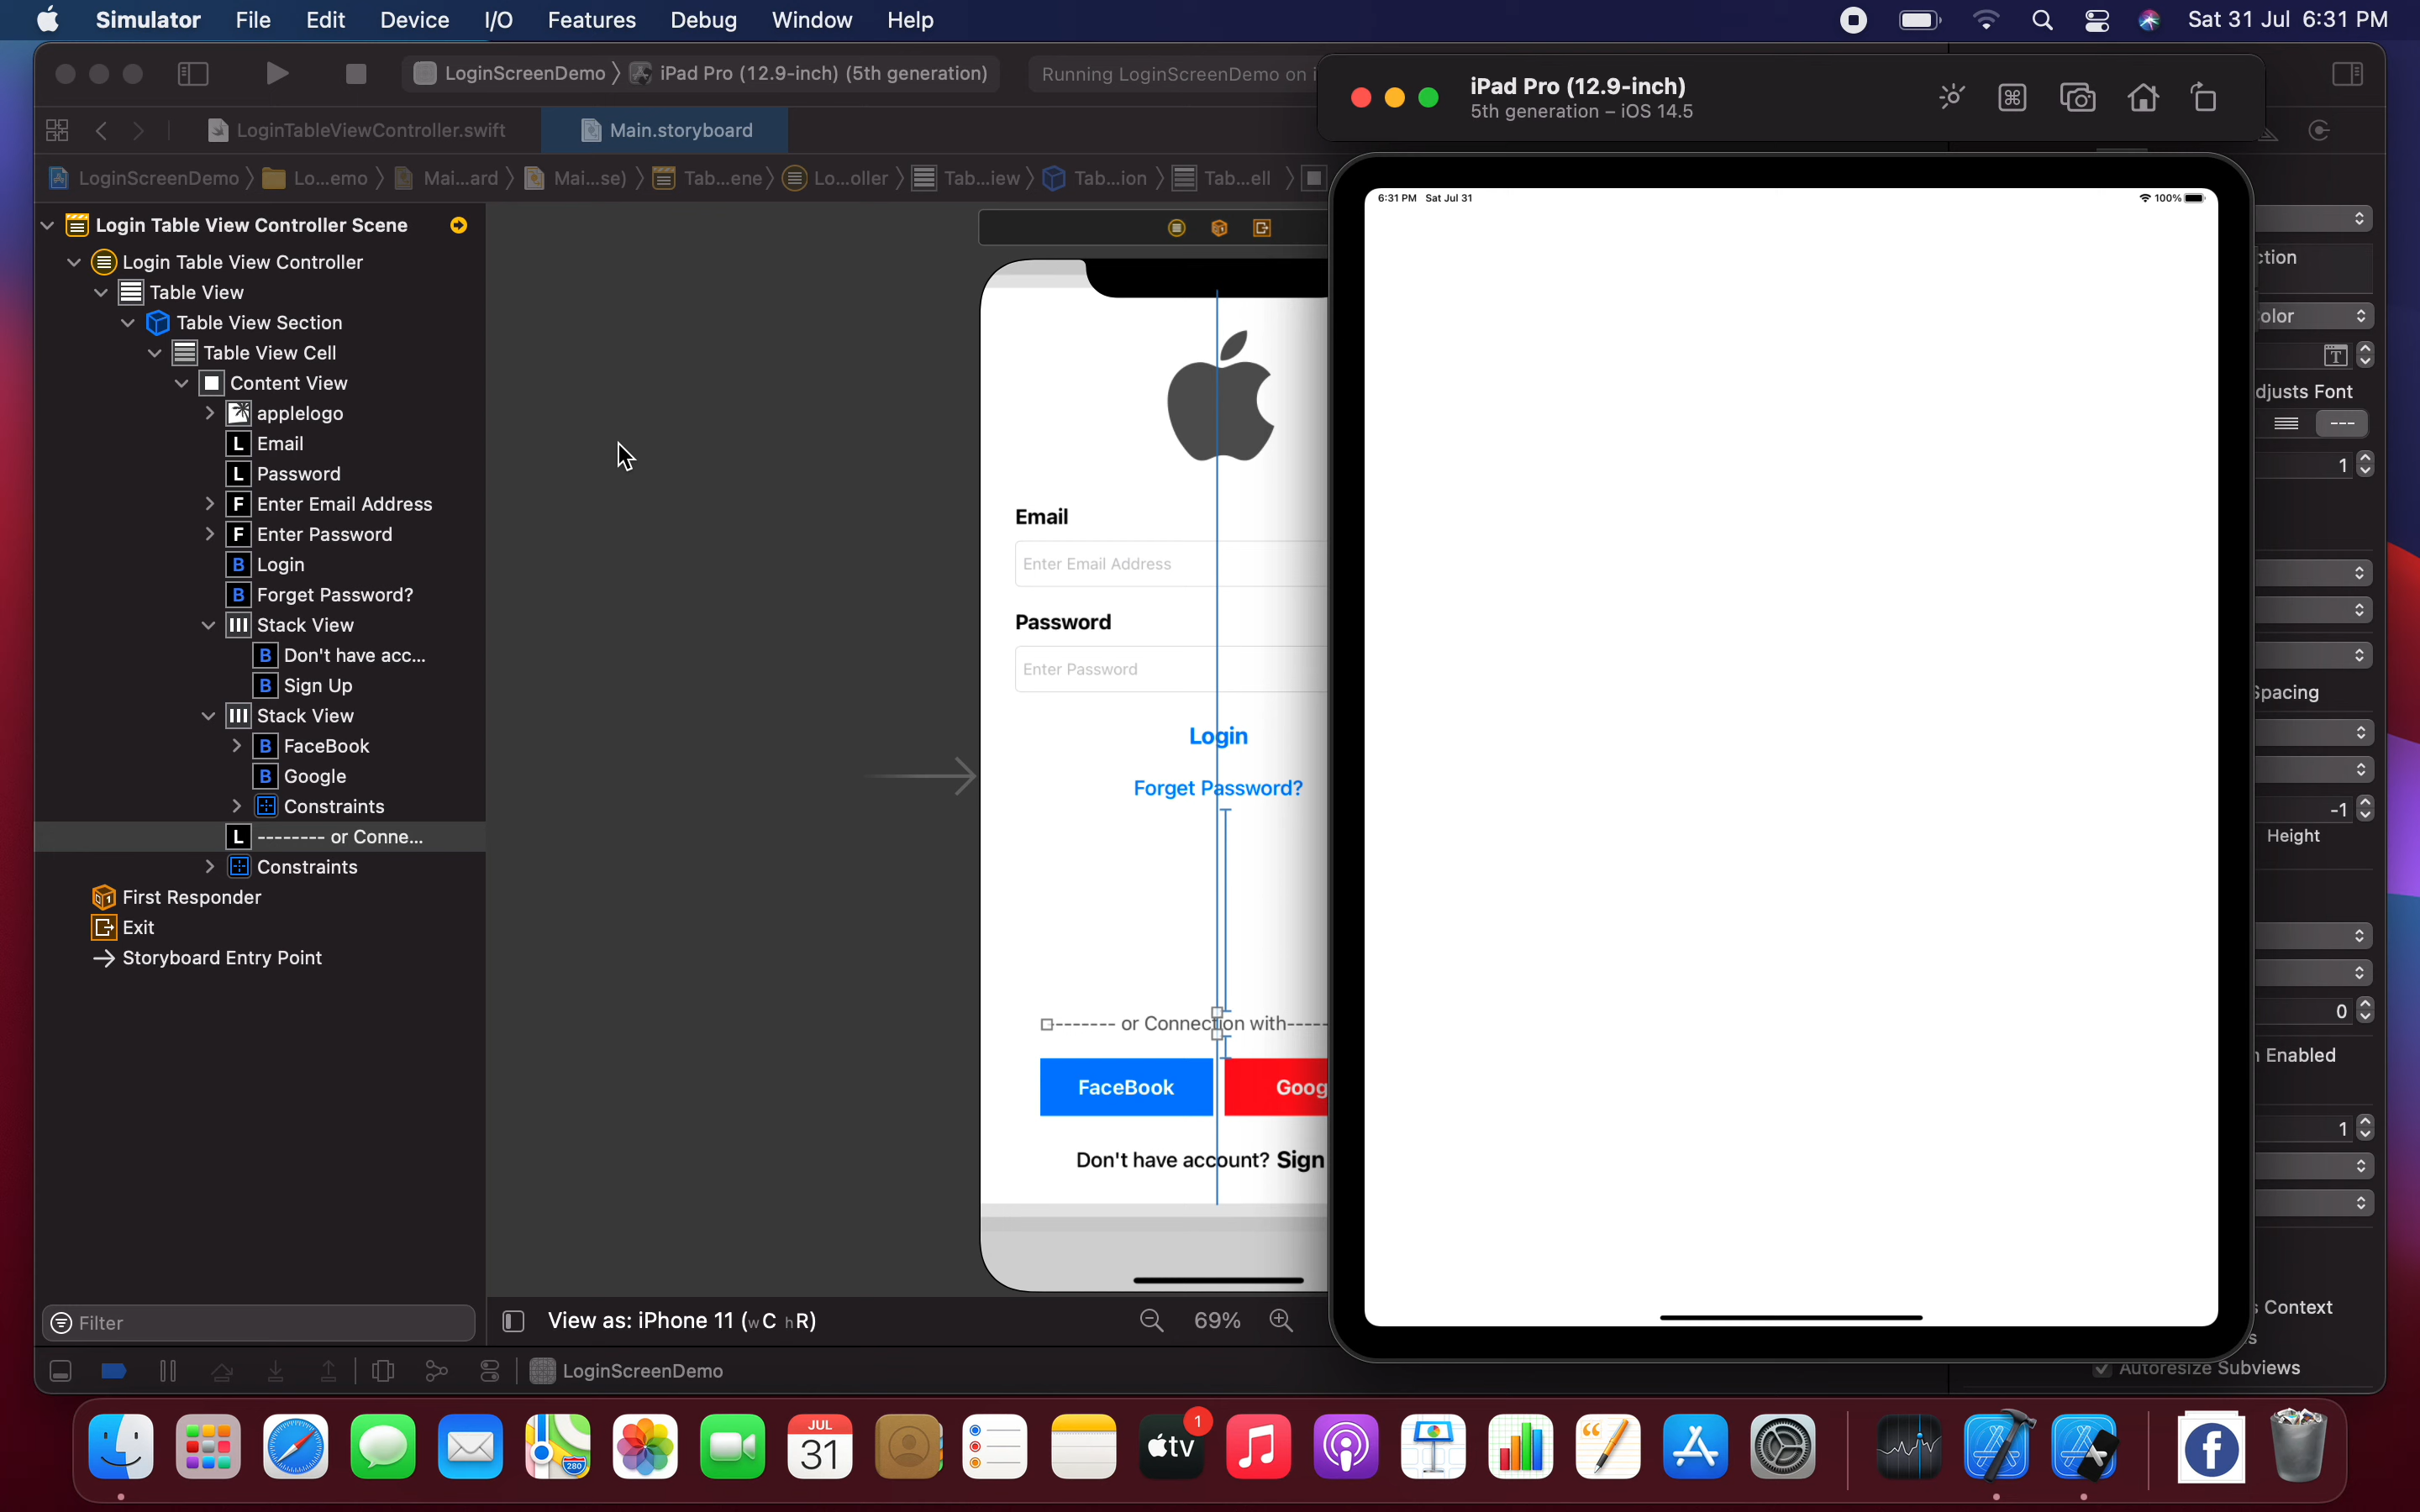 Simulator File Edit Device I/O Features Debug Window Help Sat 31 Jul 6:31 PM
LoginScreenDemo iPad Pro (12.9-inch) (5th generation) Running LoginScreenDemo on i
iPad Pro (12.9-inch)
5th generation – iOS 14.5
LoginTableViewController.swift Main.storyboard
LoginScreenDemo Lo...emo Mai...ard Mai...se) Tab...ene Lo...oller Tab...iew Tab...ion Tab...ell
6:31 PM Sat Jul 31 100%
Login Table View Controller Scene
Login Table View Controller
Table View
Table View Section
Table View Cell
Content View
applelogo
L Email
L Password
F Enter Email Address
F Enter Password
B Login
B Forget Password?
Stack View
B Don't have acc...
B Sign Up
Stack View
B FaceBook
B Google
Constraints
L -------- or Conne...
Constraints
First Responder
Exit
Storyboard Entry Point
Filter
Email
Enter Email Address
Password
Enter Password
Login
Forget Password?
------- or Connection with-----
FaceBook Goog
Don't have account? Sign
View as: iPhone 11 (wC hR) 69%
LoginScreenDemo
ction
olor
T
djusts Font
---
1
Spacing
-1
Height
0
n Enabled
1
s Context
s
Autoresize Subviews
280
JUL
31
tv
1
f